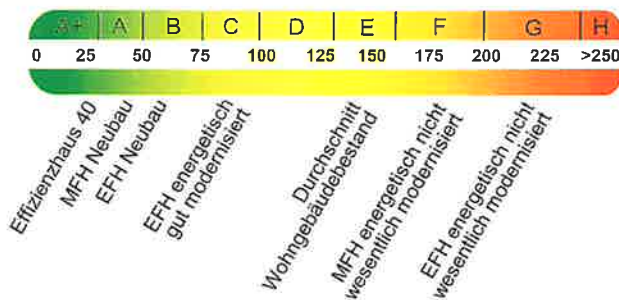 A+ A B C D E F G H
0 25 50 75 100 125 150 175 200 225 >250
Effizienzhaus 40
MFH Neubau
EFH Neubau
EFH energetisch
gut modernisiert
Durchschnitt
Wohngebäudebestand
MFH energetisch nicht
wesentlich modernisiert
EFH energetisch nicht
wesentlich modernisiert